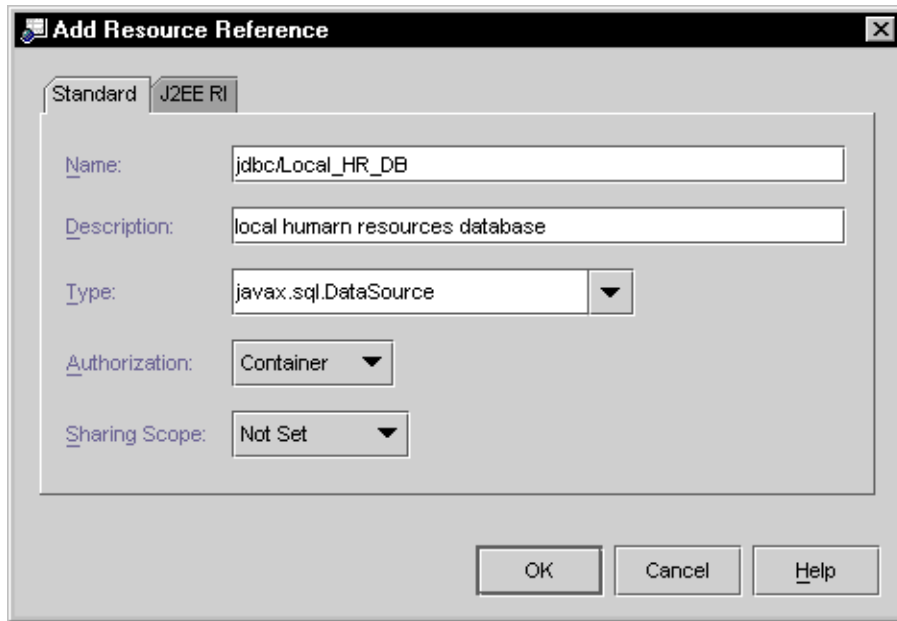 Add Resource Reference
Standard J2EE RI
Name: jdbc/Local_HR_DB
Description: local humarn resources database
Type: javax.sql.DataSource
Authorization: Container
Sharing Scope: Not Set
OK Cancel Help